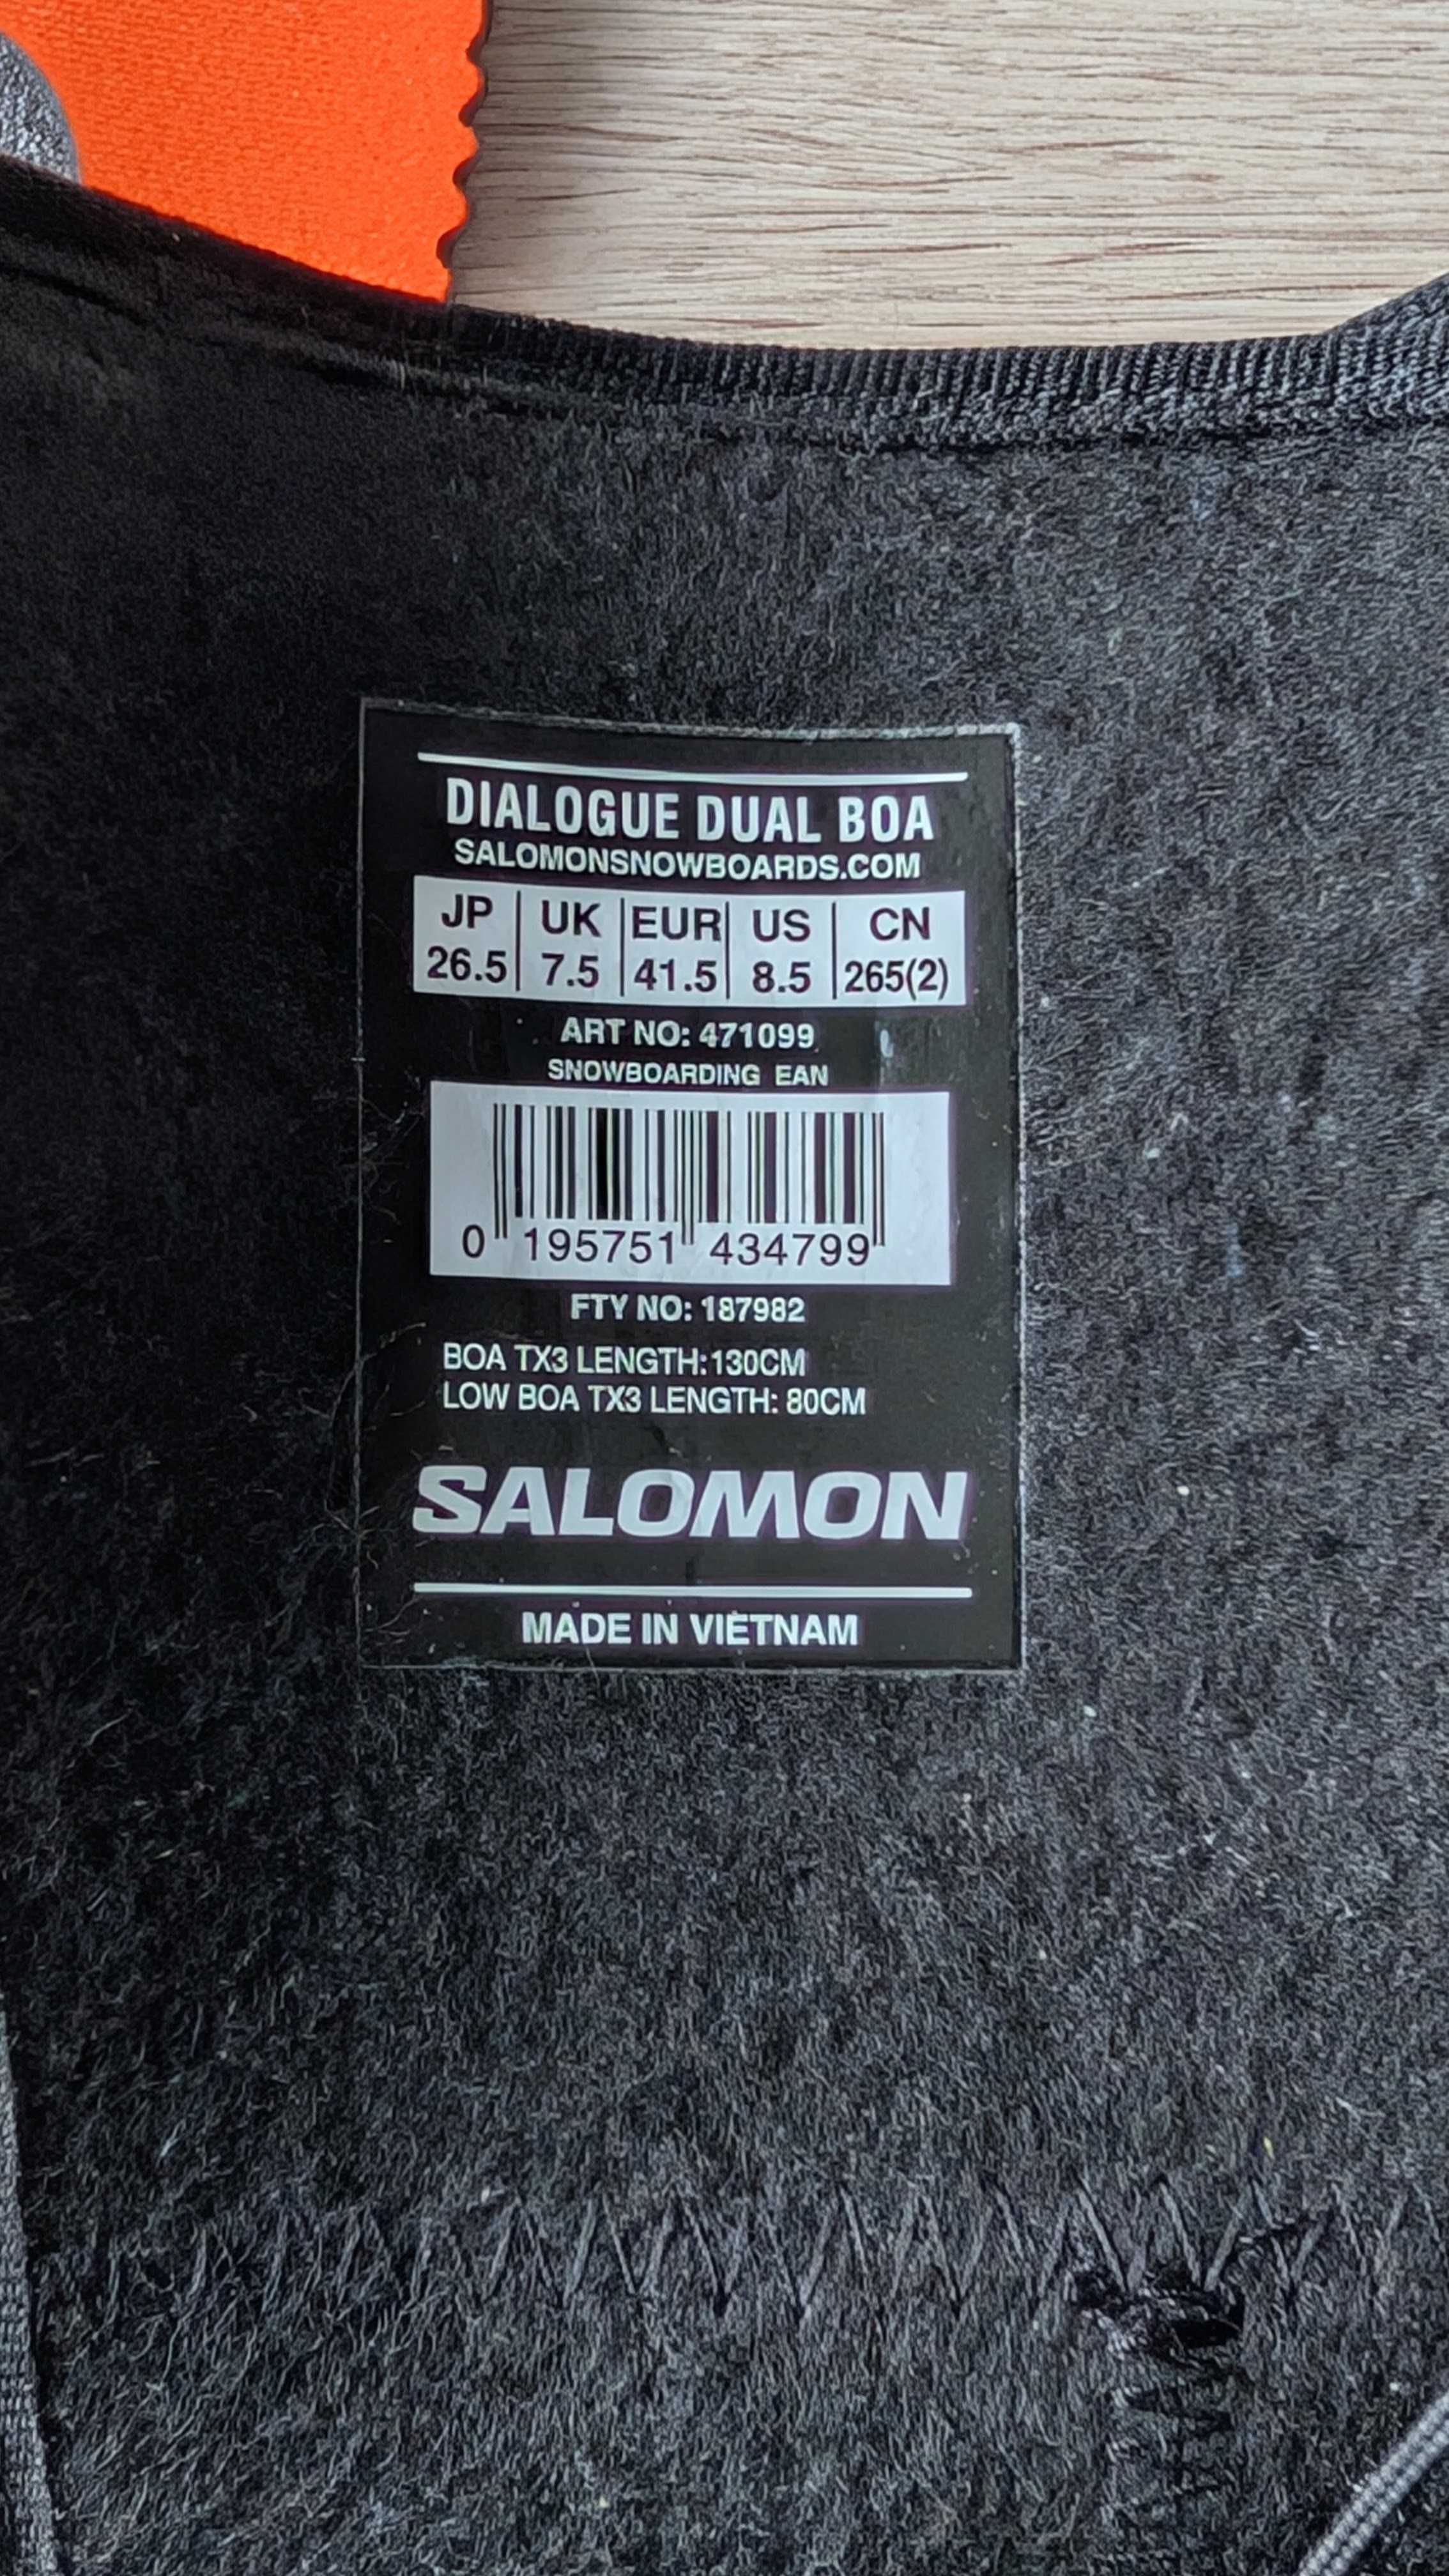 DIALOGUE DUAL BOA
SALOMONSNOWBOARDS.COM
JP UK EUR US CN
26.5 7.5 41.5 8.5 265(2)
ART NO: 471099
SNOWBOARDING EAN
0 195751 434799
FTY NO: 187982
BOA TX3 LENGTH:130CM
LOW BOA TX3 LENGTH: 80CM
SALOMON
MADE IN VIETNAM